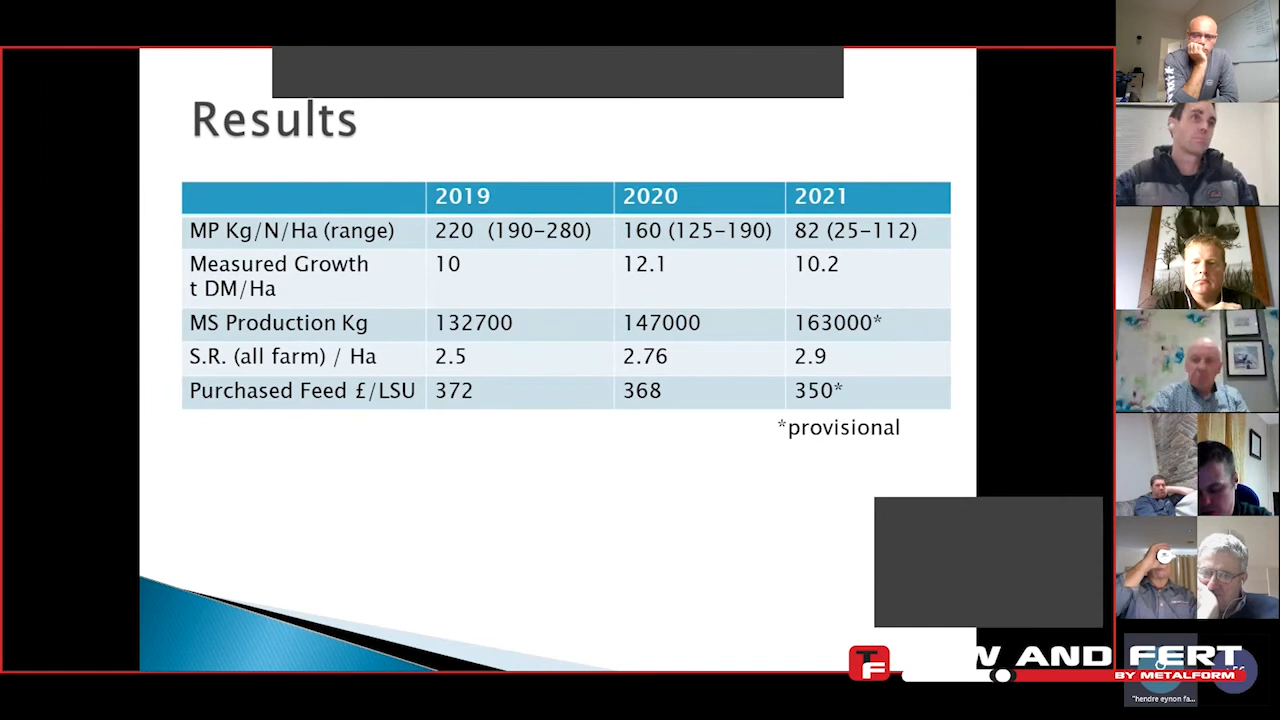 Results
2019 2020 2021
MP Kg/N/Ha (range) 220 (190-280) 160 (125-190) 82 (25-112)
Measured Growth 10 12.1 10.2
t DM/Ha
MS Production Kg 132700 147000 163000*
S.R. (all farm) / Ha 2.5 2.76 2.9
Purchased Feed £/LSU 372 368 350*
*provisional
TF AND FERT
BY METALFORM
"hendre eynon fa...